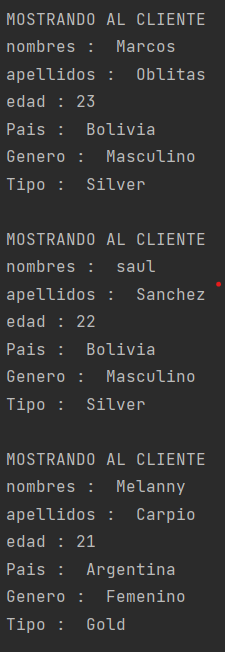 MOSTRANDO AL CLIENTE
nombres :  Marcos
apellidos :  Oblitas
edad : 23
Pais :  Bolivia
Genero :  Masculino
Tipo :  Silver

MOSTRANDO AL CLIENTE
nombres :  saul
apellidos :  Sanchez
edad : 22
Pais :  Bolivia
Genero :  Masculino
Tipo :  Silver

MOSTRANDO AL CLIENTE
nombres :  Melanny
apellidos :  Carpio
edad : 21
Pais :  Argentina
Genero :  Femenino
Tipo :  Gold